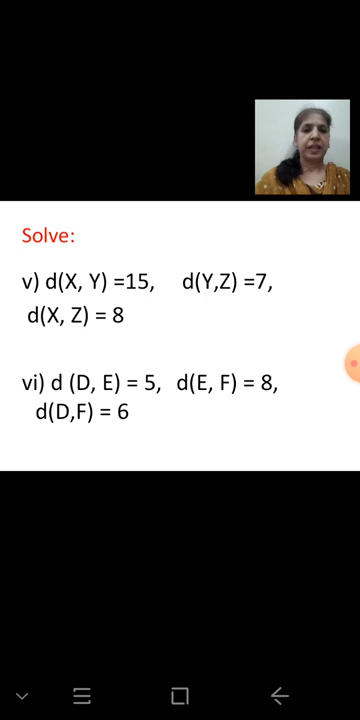 Solve:
v) d(X, Y) =15, d(Y,Z) =7,
d(X, Z) = 8
vi) d (D, E) = 5, d(E, F) = 8,
d(D,F) = 6